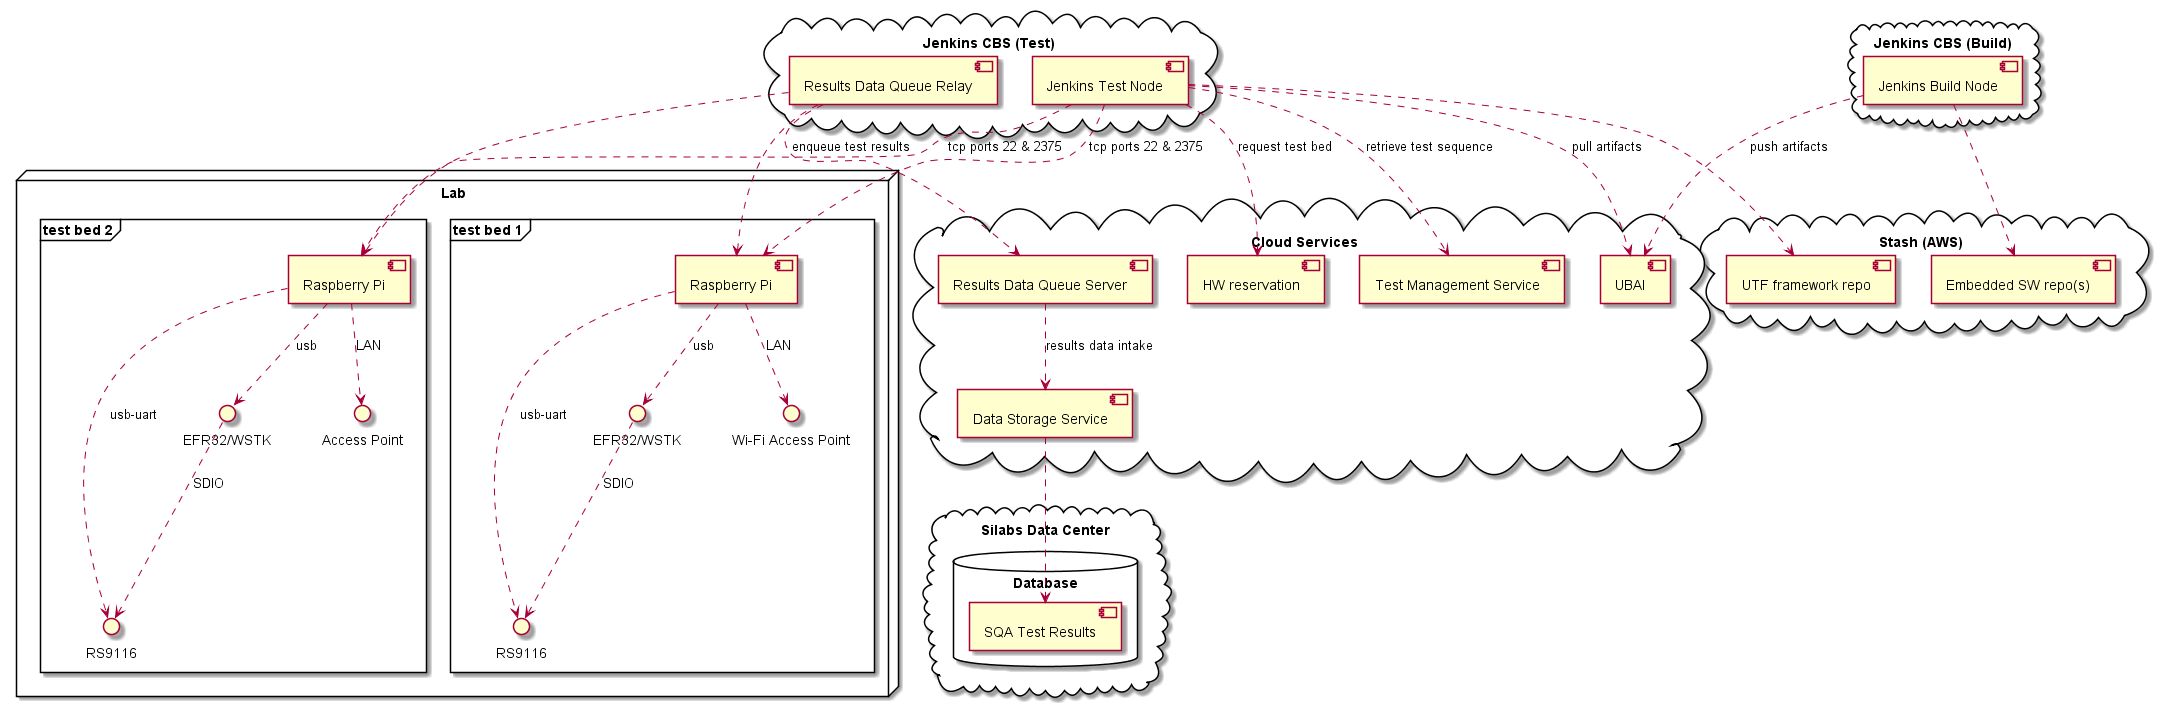 Jenkins CBS (Test)
Results Data Queue Relay
Jenkins Test Node
Jenkins CBS (Build)
Jenkins Build Node
enqueue test results
tcp ports 22 & 2375
tcp ports 22 & 2375
request test bed
retrieve test sequence
pull artifacts
push artifacts
Lab
test bed 2
Raspberry Pi
usb
LAN
usb-uart
EFR32/WSTK
Access Point
SDIO
RS9116
test bed 1
Raspberry Pi
usb
LAN
usb-uart
EFR32/WSTK
Wi-Fi Access Point
SDIO
RS9116
Cloud Services
Results Data Queue Server
HW reservation
Test Management Service
UBAI
results data intake
Data Storage Service
Stash (AWS)
UTF framework repo
Embedded SW repo(s)
Silabs Data Center
Database
SQA Test Results